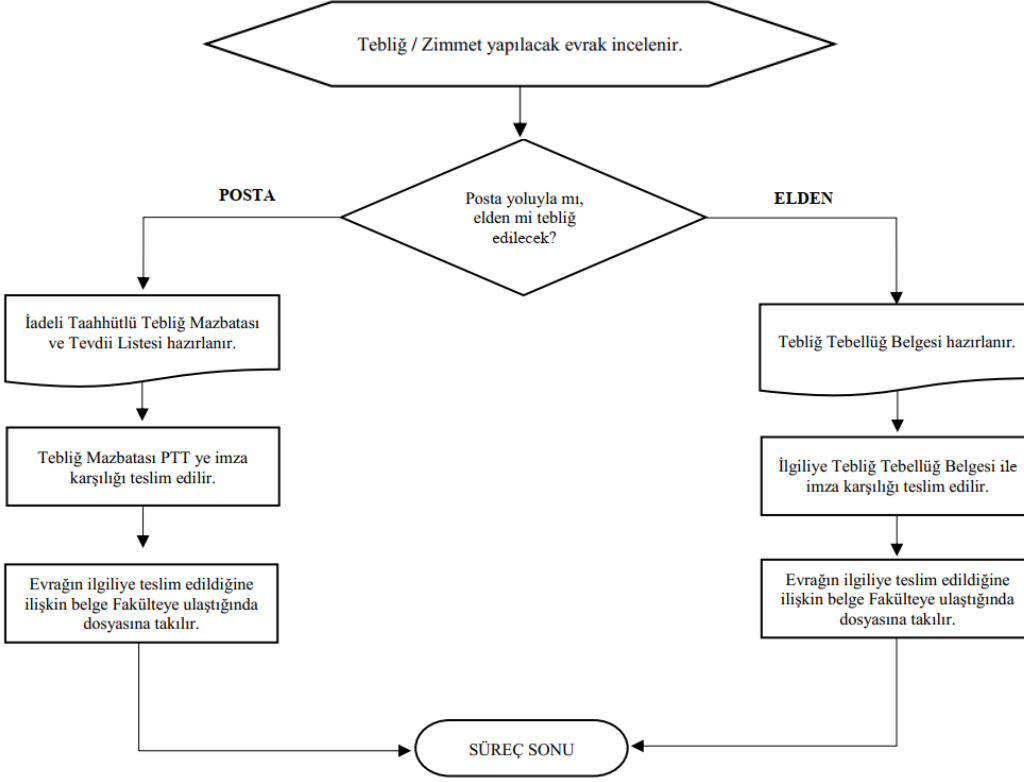 Tebliğ / Zimmet yapılacak evrak incelenir.
Posta yoluyla mı,
elden mi tebliğ
edilecek?
POSTA
İadeli Taahhütlü Tebliğ Mazbatası
ve Tevdii Listesi hazırlanır.
Tebliğ Mazbatası PTT ye imza
karşılığı teslim edilir.
Evrağın ilgiliye teslim edildiğine
ilişkin belge Fakülteye ulaştığında
dosyasına takılır.
ELDEN
Tebliğ Tebellüğ Belgesi hazırlanır.
İlgiliye Tebliğ Tebellüğ Belgesi ile
imza karşılığı teslim edilir.
Evrağın ilgiliye teslim edildiğine
ilişkin belge Fakülteye ulaştığında
dosyasına takılır.
SÜREÇ SONU